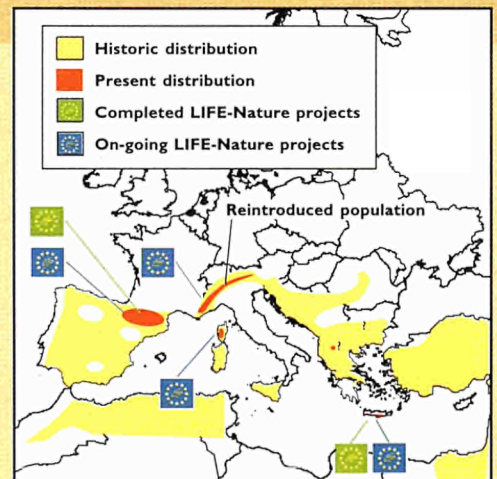 Historic distribution
Present distribution
Completed LIFE-Nature projects
On-going LIFE-Nature projects
Reintroduced population